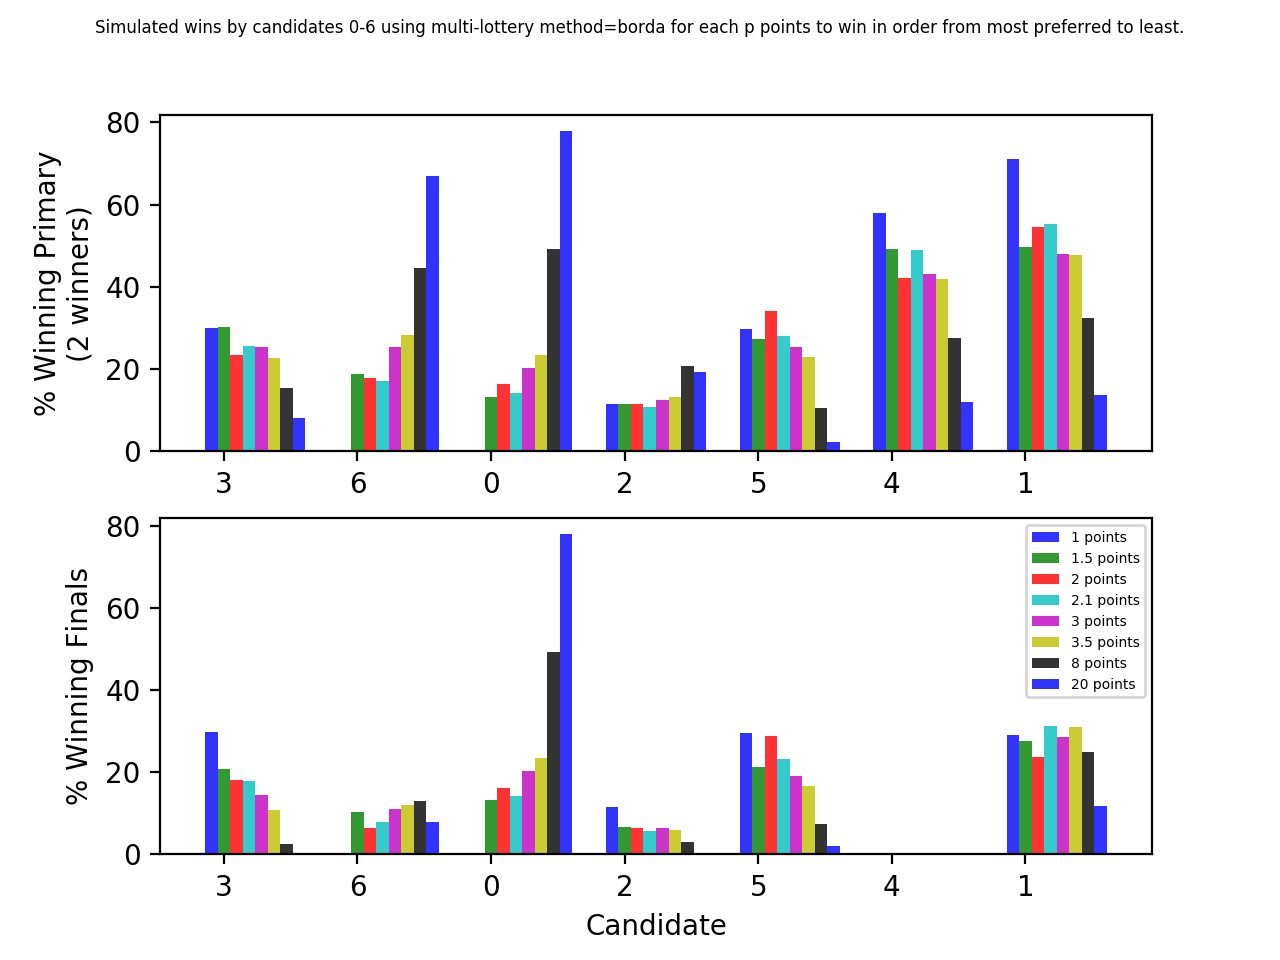 Simulated wins by candidates 0-6 using multi-lottery method=borda for each p points to win in order from most preferred to least.
% Winning Primary
(2 winners)
80
60
40
20
0
3 6 0 2 5 4 1
% Winning Finals
80
60
40
20
0
1 points
1.5 points
2 points
2.1 points
3 points
3.5 points
8 points
20 points
3 6 0 2 5 4 1
Candidate